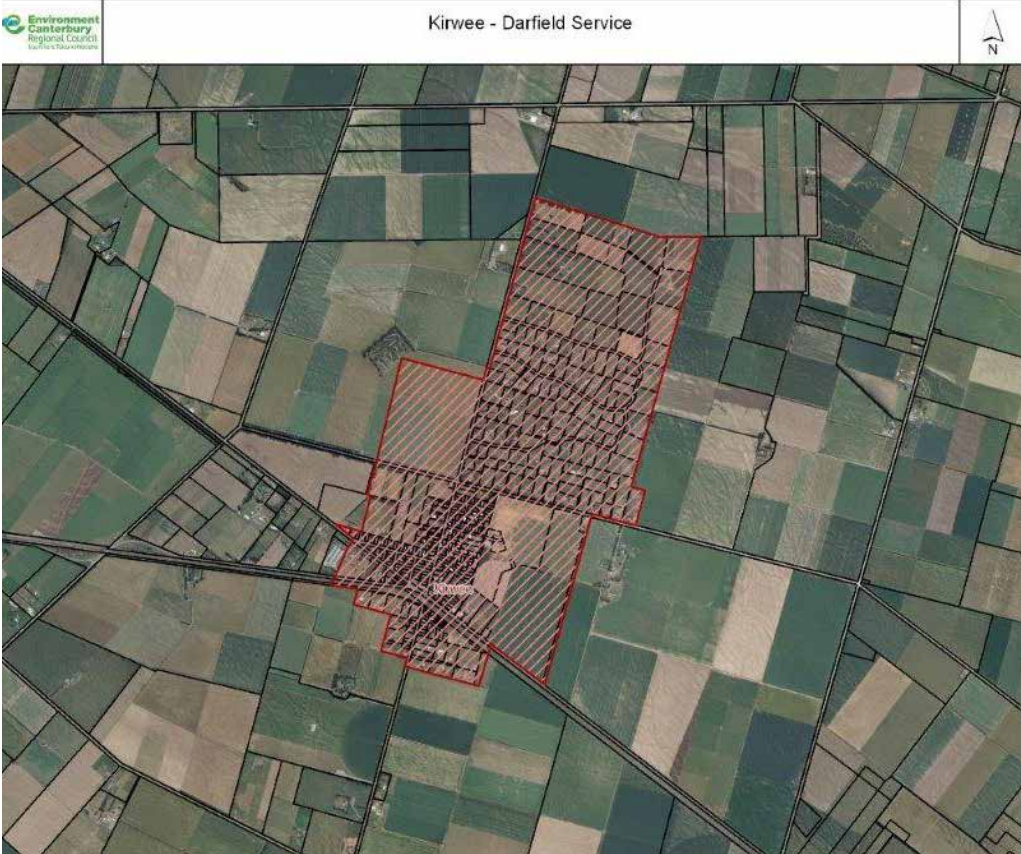 Environment
Canterbury
Regional Council
Kirwee - Darfield Service
N
Kirwee